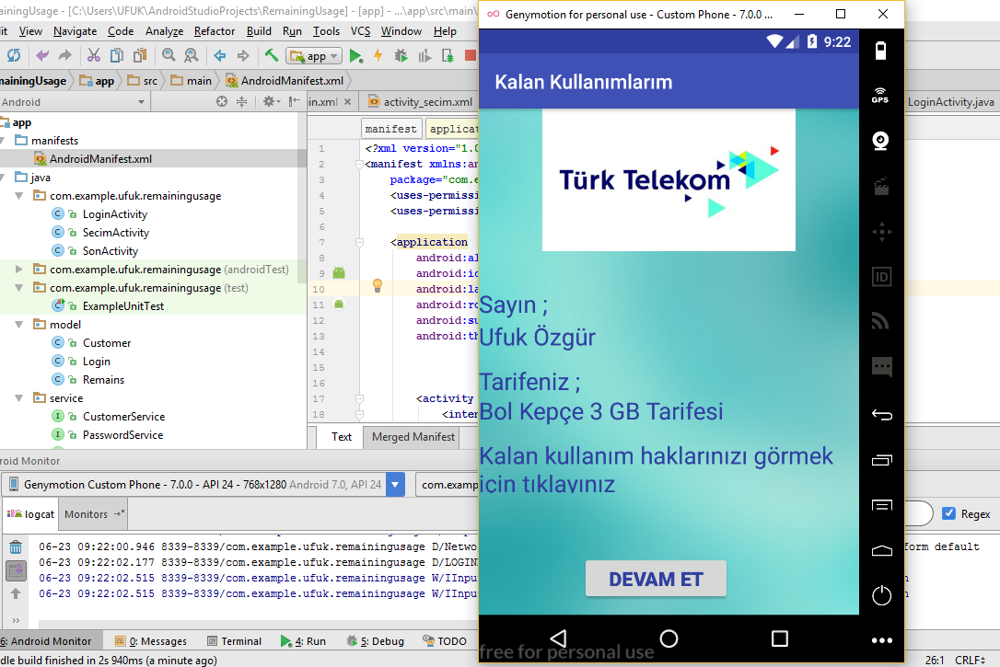 ainingUsage] - [C:\Users\UFUK\AndroidStudioProjects\RemainingUsage] - [app] - ...\app\src\main\
Genymotion for personal use - Custom Phone - 7.0.0 ...
dit View Navigate Code Analyze Refactor Build Run Tools VCS Window Help
app
mainingUsage app src main AndroidManifest.xml
Android
in.xml activity_secim.xml
LoginActivity.java
app
manifests
AndroidManifest.xml
java
com.example.ufuk.remainingusage
LoginActivity
SecimActivity
SonActivity
com.example.ufuk.remainingusage (androidTest)
com.example.ufuk.remainingusage (test)
ExampleUnitTest
model
Customer
Login
Remains
service
CustomerService
PasswordService
manifest applicat
1 <?xml version="1.0
2 <manifest xmlns:an
3 package="com.e
4 <uses-permissi
5 <uses-permissi
6
7 <application
8 android:al
9 android:ic
10 android:la
11 android:ro
12 android:su
13 android:th
14
15
16
17 <activity
18 <inten
Text Merged Manifest
9:22
Kalan Kullanımlarım
Türk Telekom
Sayın ;
Ufuk Özgür
Tarifeniz ;
Bol Kepçe 3 GB Tarifesi
Kalan kullanım haklarınızı görmek
için tıklayınız
DEVAM ET
free for personal use
GPS
ID
roid Monitor
Genymotion Custom Phone - 7.0.0 - API 24 - 768x1280 Android 7.0, API 24
com.examp
logcat Monitors
Regex
06-23 09:22:00.946 8339-8339/com.example.ufuk.remainingusage D/Networ
form default
06-23 09:22:02.177 8339-8339/com.example.ufuk.remainingusage D/LOGIN
06-23 09:22:02.515 8339-8339/com.example.ufuk.remainingusage W/IInpu
n
06-23 09:22:02.515 8339-8339/com.example.ufuk.remainingusage W/IInpu
n
6: Android Monitor 0: Messages Terminal 4: Run 5: Debug TODO
dle build finished in 2s 940ms (a minute ago)
26:1 CRLF